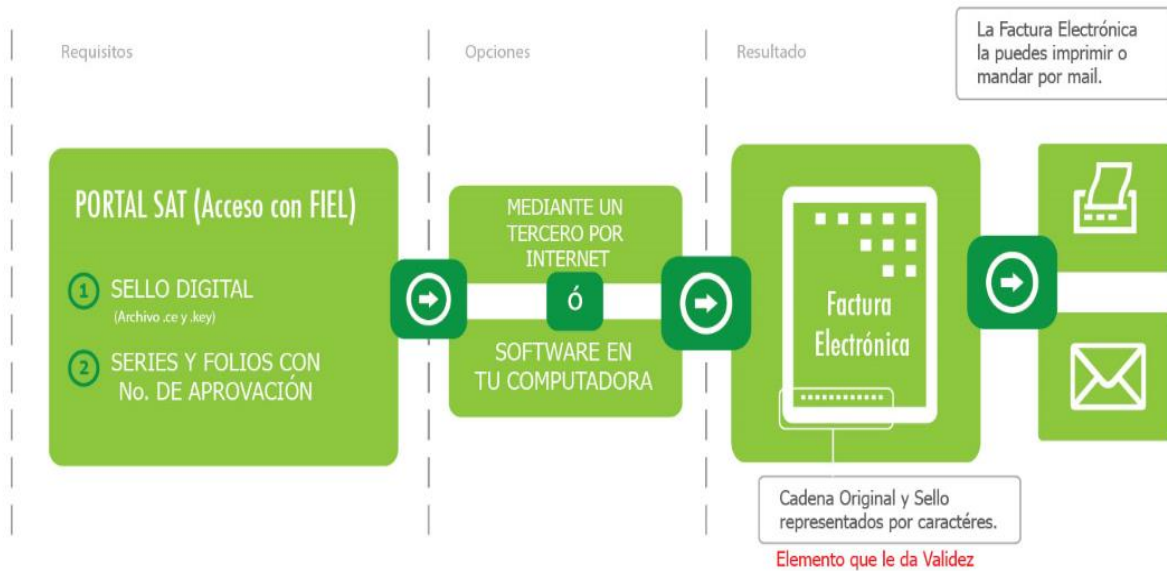 Requisitos
Opciones
Resultado
La Factura Electrónica
la puedes imprimir o
mandar por mail.
PORTAL SAT (Acceso con FIEL)
1 SELLO DIGITAL
(Archivo .ce y .key)
2 SERIES Y FOLIOS CON
No. DE APROVACIÓN
MEDIANTE UN
TERCERO POR
INTERNET
Ó
SOFTWARE EN
TU COMPUTADORA
Factura
Electrónica
Cadena Original y Sello
representados por caractéres.
Elemento que le da Validez